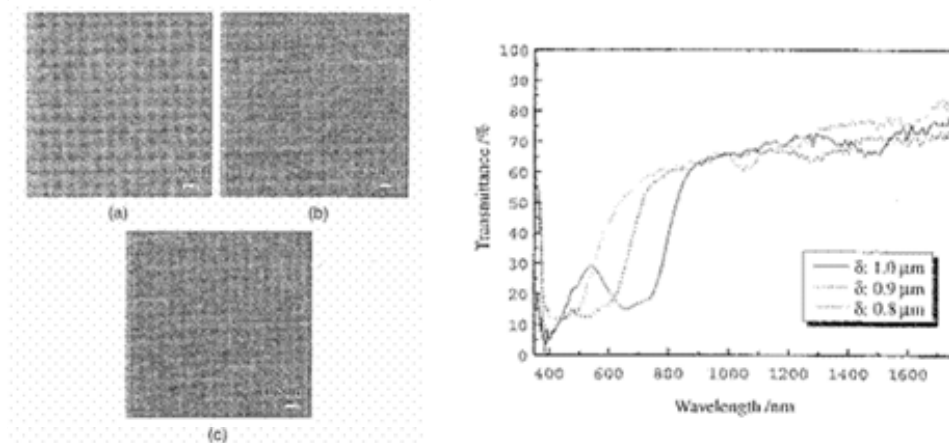 (a)
(b)
(c)
100
90
80
70
60
50
40
30
20
10
0
Transmittance /%
400
600
800
1000
1200
1400
1600
Wavelength /nm
δ: 1.0 μm
δ: 0.9 μm
δ: 0.8 μm